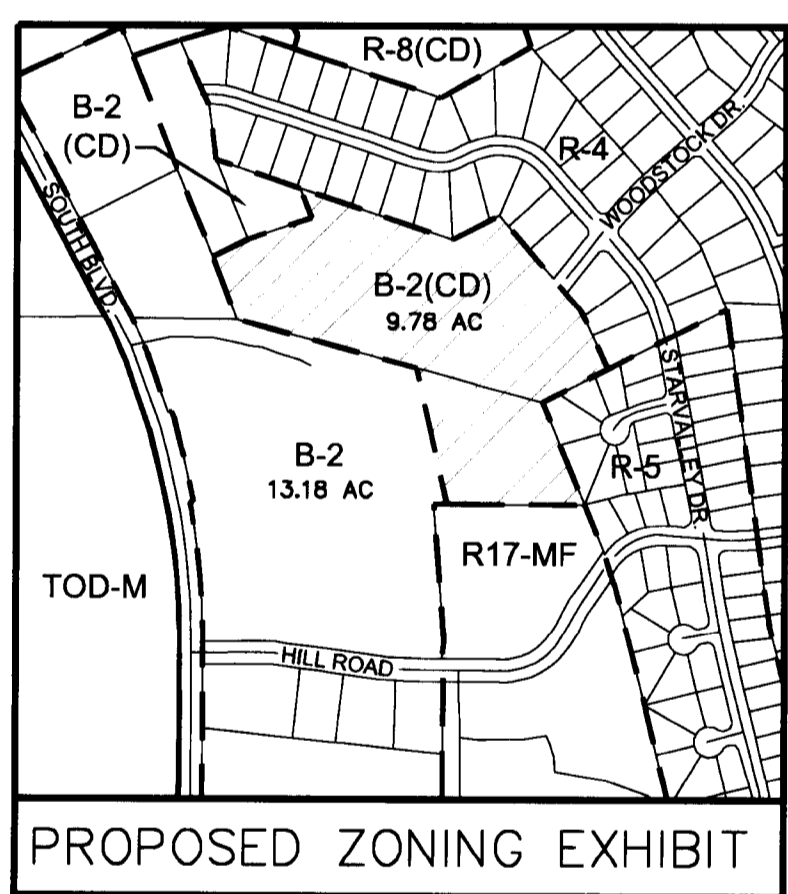 R-8(CD)
B-2
(CD)
R-4
WOODSTOCK DR.
SOUTH BLVD.
B-2(CD)
9.78 AC
STARVALLEY DR.
B-2
13.18 AC
R-5
R17-MF
TOD-M
HILL ROAD
PROPOSED ZONING EXHIBIT